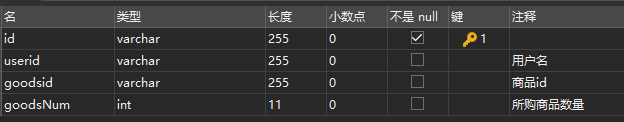 名 类型 长度 小数点 不是 null 键 注释
id varchar 255 0 1
userid varchar 255 0 用户名
goodsid varchar 255 0 商品id
goodsNum int 11 0 所购商品数量